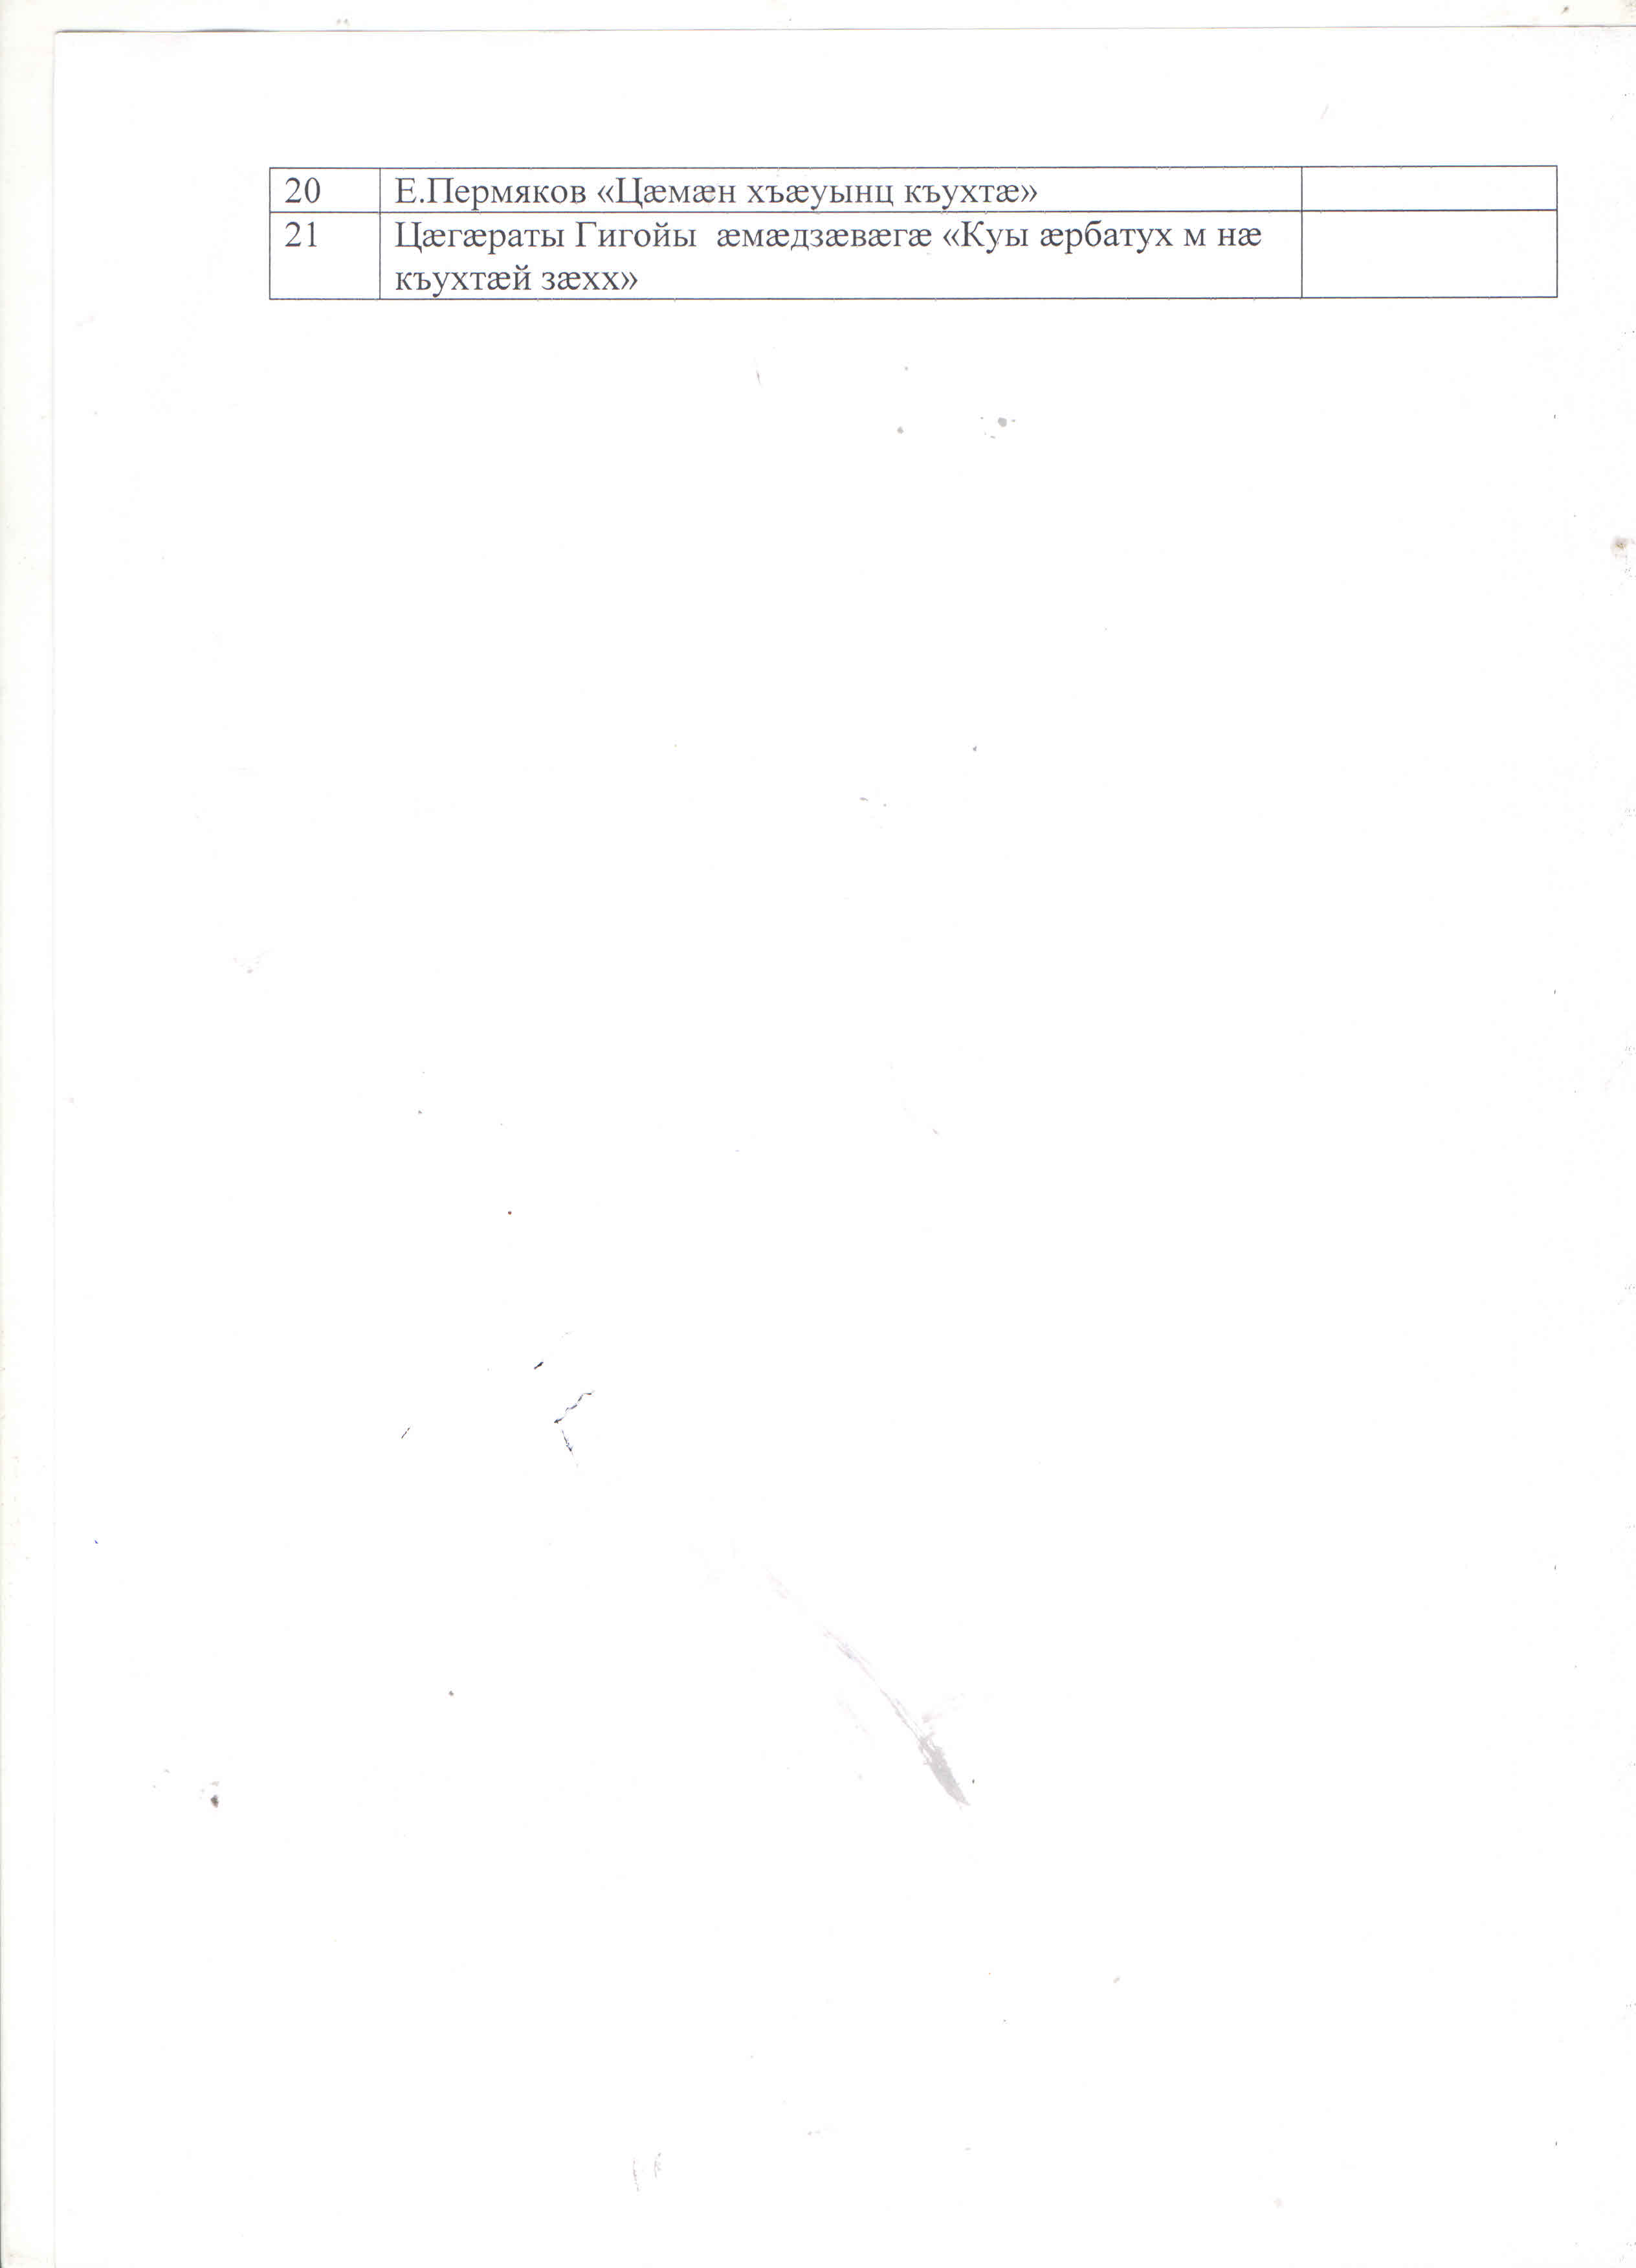 20 Е.Пермяков «Цæмæн хъæуынц къухтæ»
21 Цæгæраты Гигойы æмæдзæвæгæ «Куы æрбатух м нæ
къухтæй зæхх»